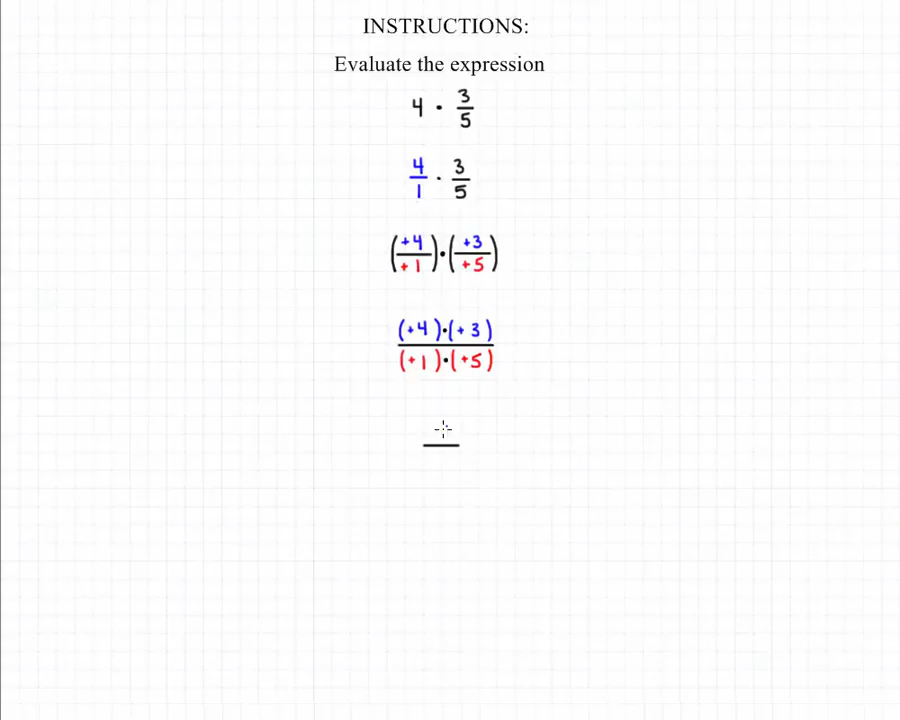 INSTRUCTIONS:
Evaluate the expression
4 · 3/5
4/1 · 3/5
(+4/+1)·(+3/+5)
(+4)·(+3)/(+1)·(+5)